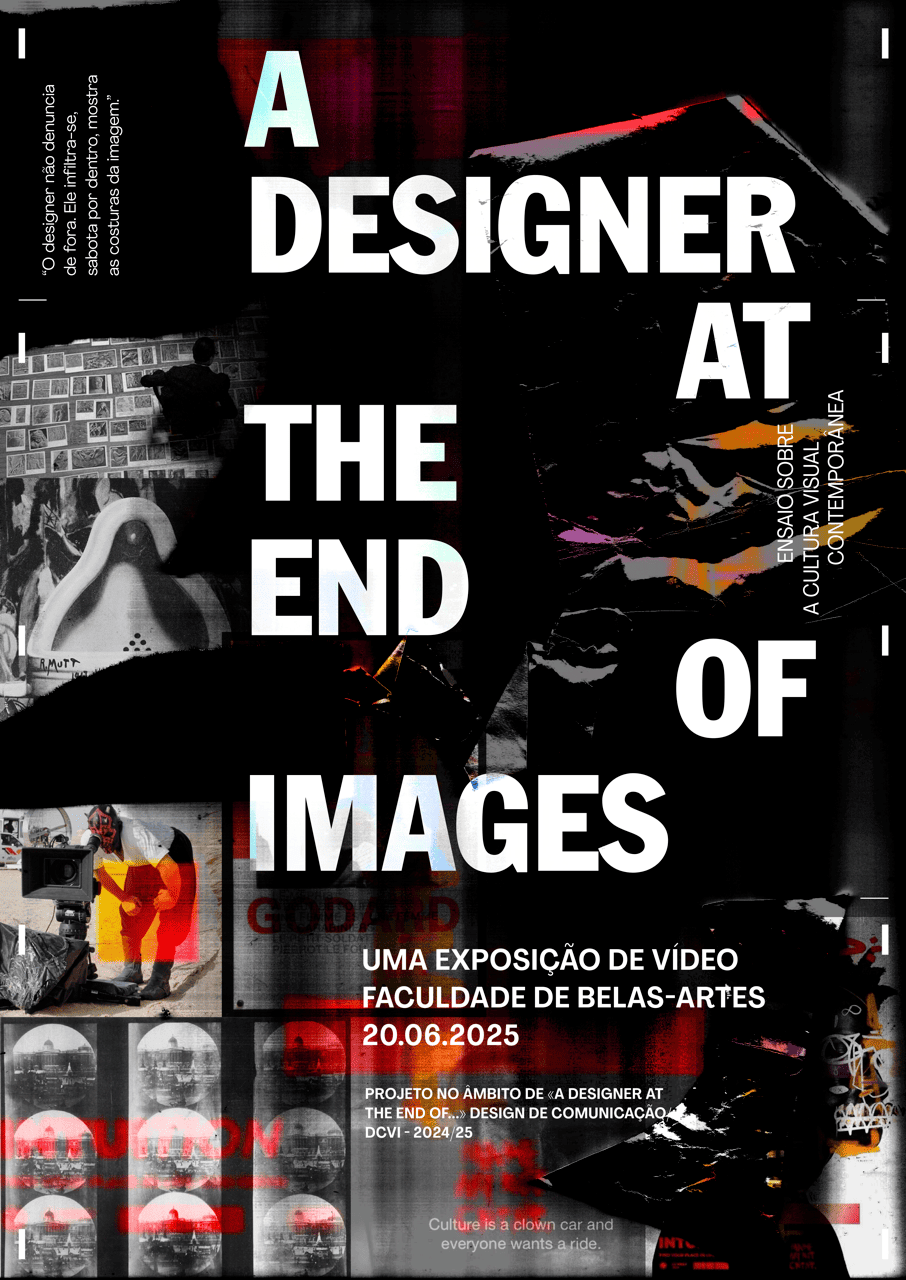 “O designer não denuncia
de fora. Ele infiltra-se,
sabota por dentro, mostra
as costuras da imagem.”
A
DESIGNER
AT
THE
END
OF
IMAGES
ENSAIO SOBRE
A CULTURA VISUAL
CONTEMPORÂNEA
R. MUTT
GODARD
UMA EXPOSIÇÃO DE VÍDEO
FACULDADE DE BELAS-ARTES
20.06.2025
PROJETO NO ÂMBITO DE «A DESIGNER AT
THE END OF...» DESIGN DE COMUNICAÇÃO
DCVI - 2024/25
Culture is a clown car and
everyone wants a ride.